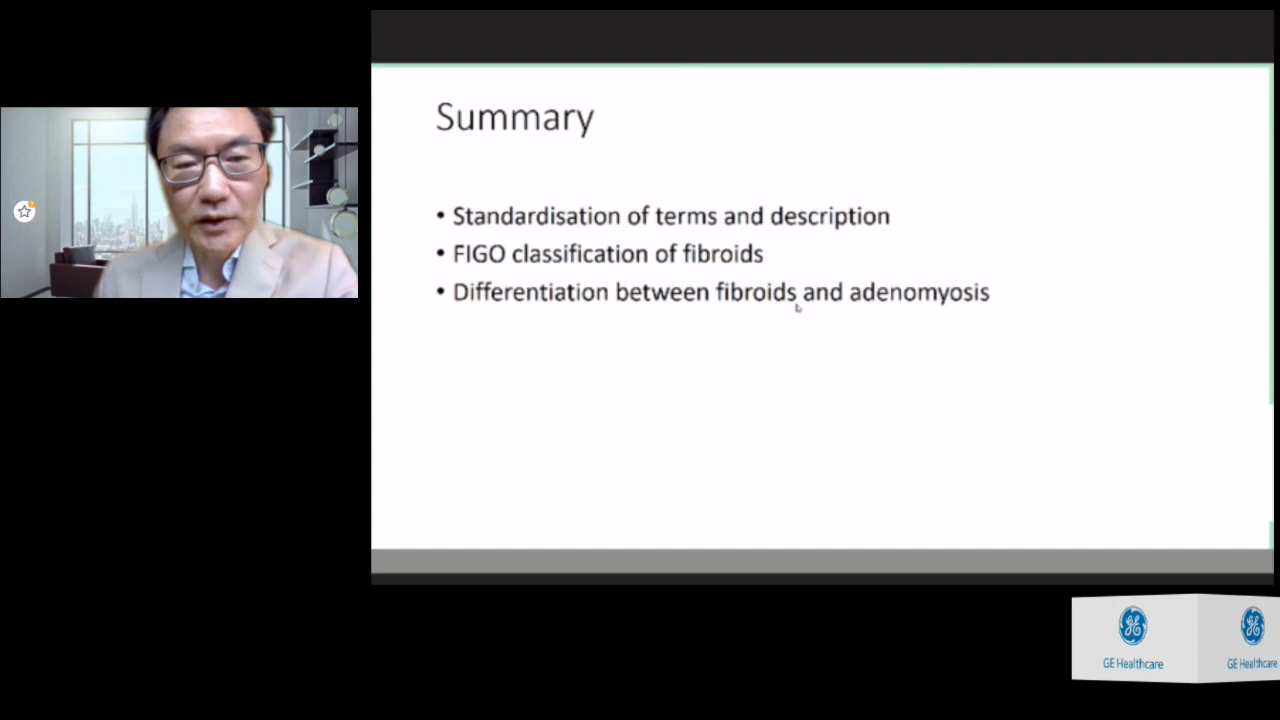 Summary
• Standardisation of terms and description
• FIGO classification of fibroids
• Differentiation between fibroids and adenomyosis
GE Healthcare
GE Healthcare